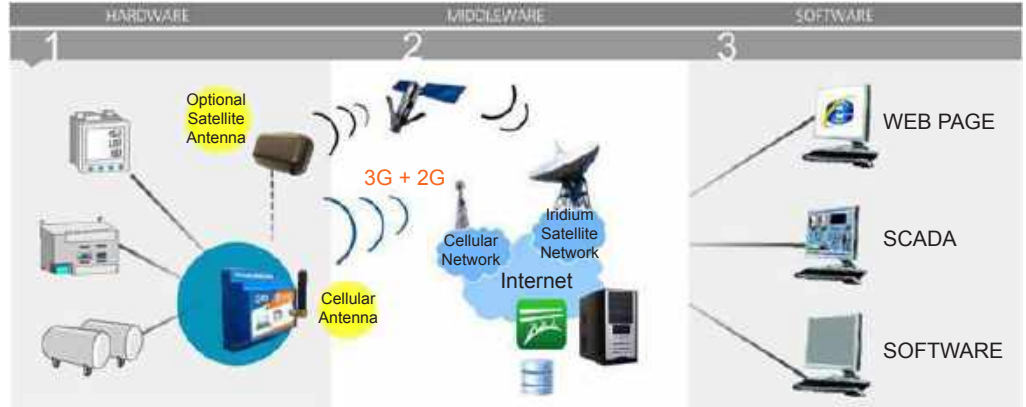 HARDWARE
MIDDLEWARE
SOFTWARE
1
2
3
Optional
Satellite
Antenna
3G + 2G
Cellular
Antenna
Cellular
Network
Iridium
Satellite
Network
Internet
WEB PAGE
SCADA
SOFTWARE